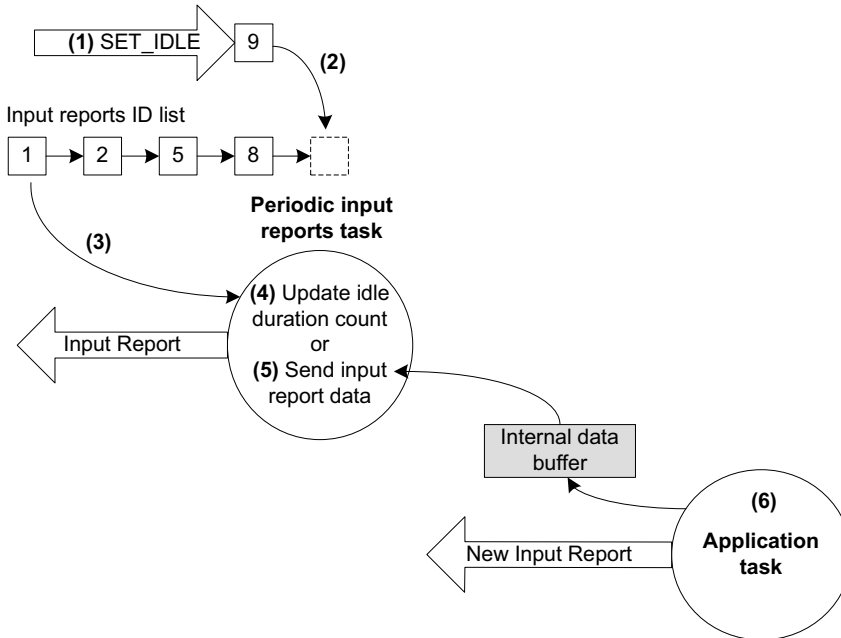 (1) SET_IDLE
9
(2)
Input reports ID list
1
2
5
8
Periodic input
reports task
(3)
(4) Update idle
duration count
or
(5) Send input
report data
Input Report
Internal data
buffer
(6)
Application
task
New Input Report